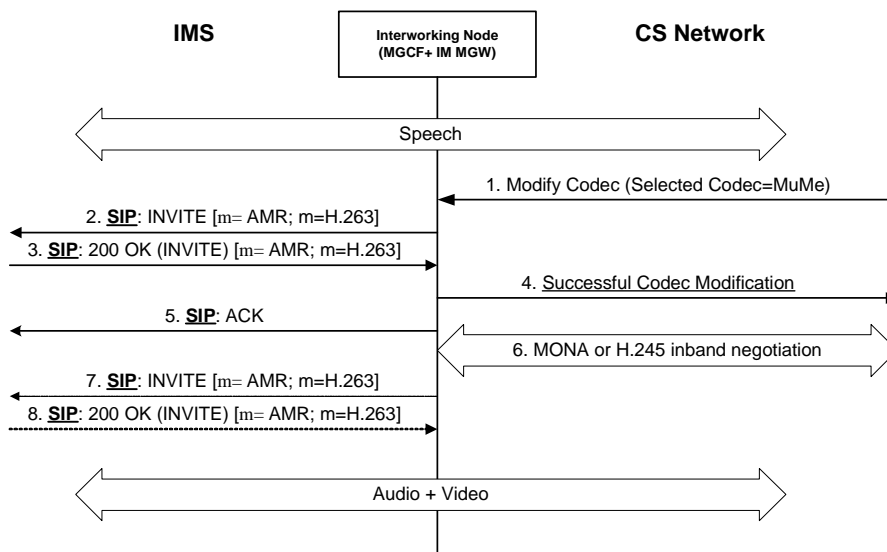 IMS
Interworking Node
(MGCF+ IM MGW)
CS Network
Speech
1. Modify Codec (Selected Codec=MuMe)
2. SIP: INVITE [m= AMR; m=H.263]
3. SIP: 200 OK (INVITE) [m= AMR; m=H.263]
4. Successful Codec Modification
5. SIP: ACK
6. MONA or H.245 inband negotiation
7. SIP: INVITE [m= AMR; m=H.263]
8. SIP: 200 OK (INVITE) [m= AMR; m=H.263]
Audio + Video